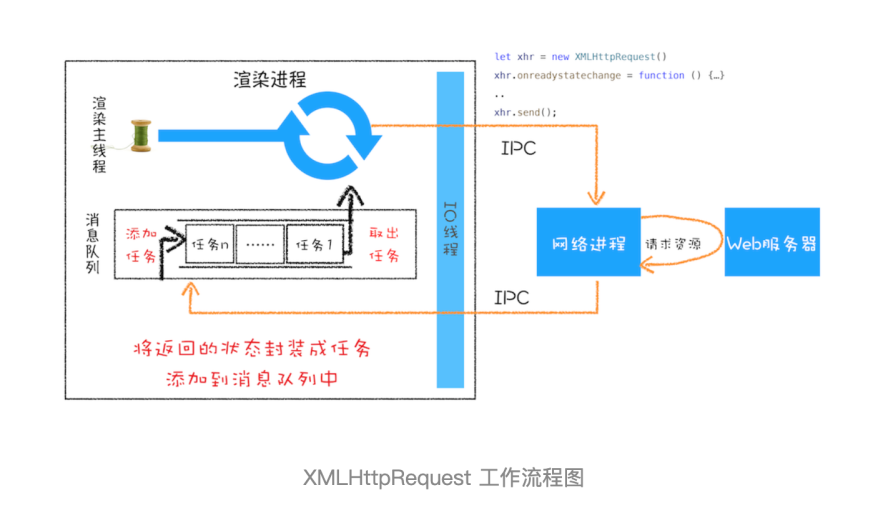 let xhr = new XMLHttpRequest()
xhr.onreadystatechange = function () {…}
..
xhr.send();
渲染进程
渲染主线程
IPC
消息队列
添加
任务
任务n
……
任务1
取出
任务
IO线程
网络进程
请求资源
Web服务器
IPC
将返回的状态封装成任务
添加到消息队列中
XMLHttpRequest 工作流程图